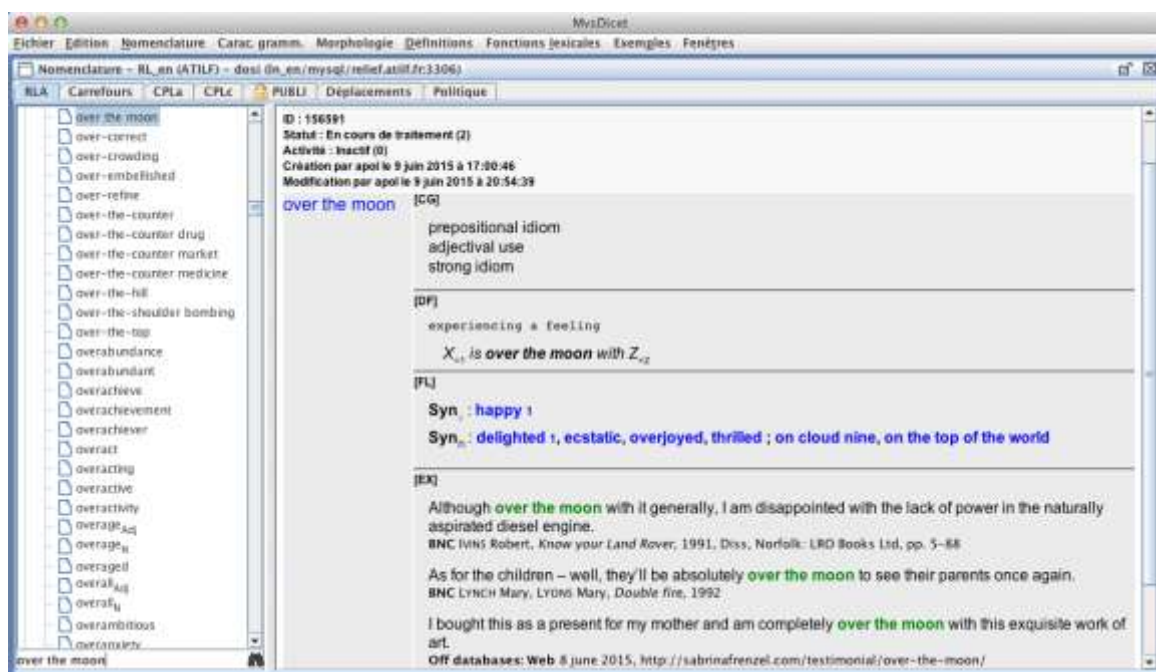 MvsDicet
Fichier Edition Nomenclature Carac. gramm. Morphologie Définitions Fonctions lexicales Exemples Fenêtres
Nomenclature - RL_en (ATILF) - dosi (ln_en/mysql/relief.atilf.fr:3306)
RLA Carrefours CPLa CPLc PUBLI Déplacements Politique
over the moon
over-correct
over-crowding
over-embellished
over-refine
over-the-counter
over-the-counter drug
over-the-counter market
over-the-counter medicine
over-the-hill
over-the-shoulder bombing
over-the-top
overabundance
overabundant
overachieve
overachievement
overachiever
overact
overacting
overactive
overactivity
overage Adj
overage N
overaged
overall Adj
overall N
overambitious
overanxiety
over the moon
ID : 156591
Statut : En cours de traitement (2)
Activité : Inactif (0)
Création par apol le 9 juin 2015 à 17:00:46
Modification par apol le 9 juin 2015 à 20:54:39
over the moon
[CG]
prepositional idiom
adjectival use
strong idiom
[DF]
experiencing a feeling
X is over the moon with Z
[FL]
Syn : happy 1
Syn : delighted 1, ecstatic, overjoyed, thrilled ; on cloud nine, on the top of the world
[EX]
Although over the moon with it generally, I am disappointed with the lack of power in the naturally
aspirated diesel engine.
BNC IVINS Robert, Know your Land Rover, 1991, Diss, Norfolk: LRO Books Ltd, pp. 5-88
As for the children – well, they'll be absolutely over the moon to see their parents once again.
BNC LYNCH Mary, LYONS Mary, Double fire, 1992
I bought this as a present for my mother and am completely over the moon with this exquisite work of
art.
Off databases: Web 8 june 2015, http://sabrinafrenzel.com/testimonial/over-the-moon/